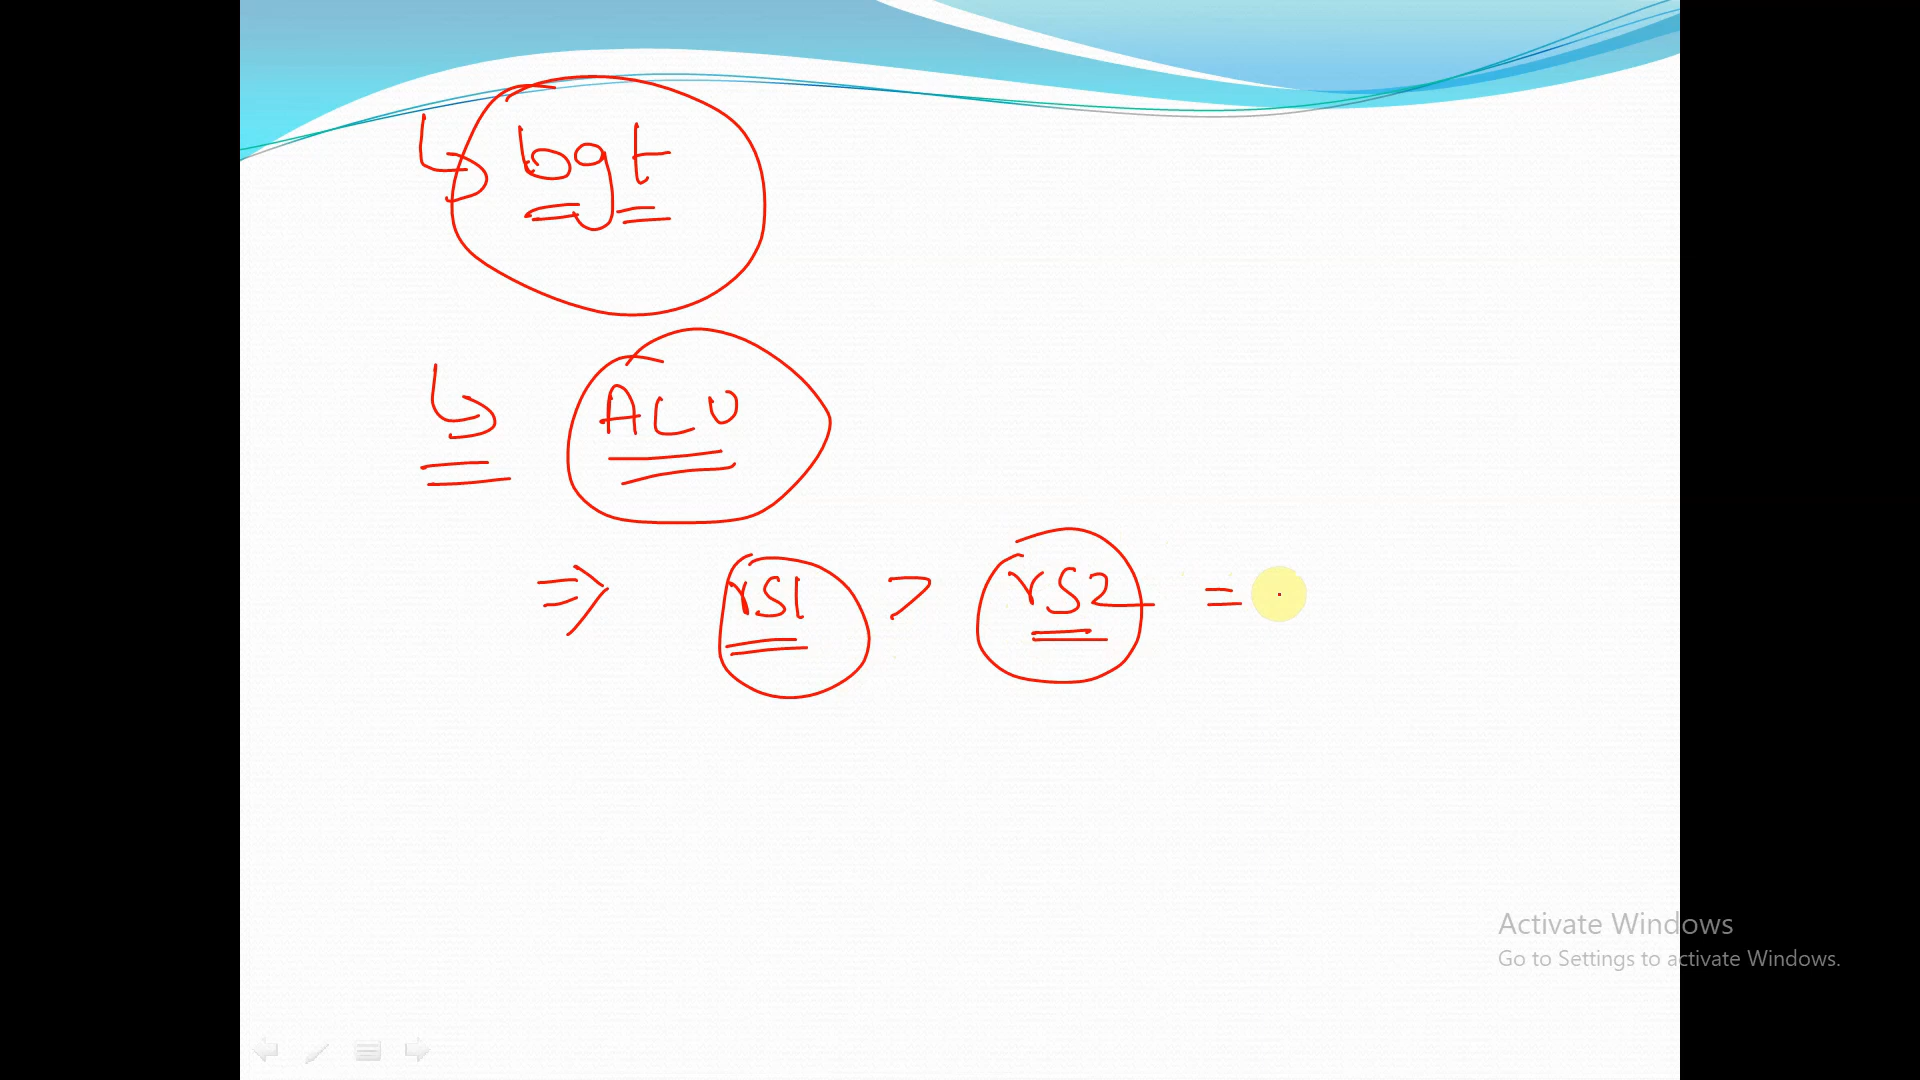 ↳ bgt
↳ ALU
⇒ rs1 > rs2 =
Activate Windows
Go to Settings to activate Windows.